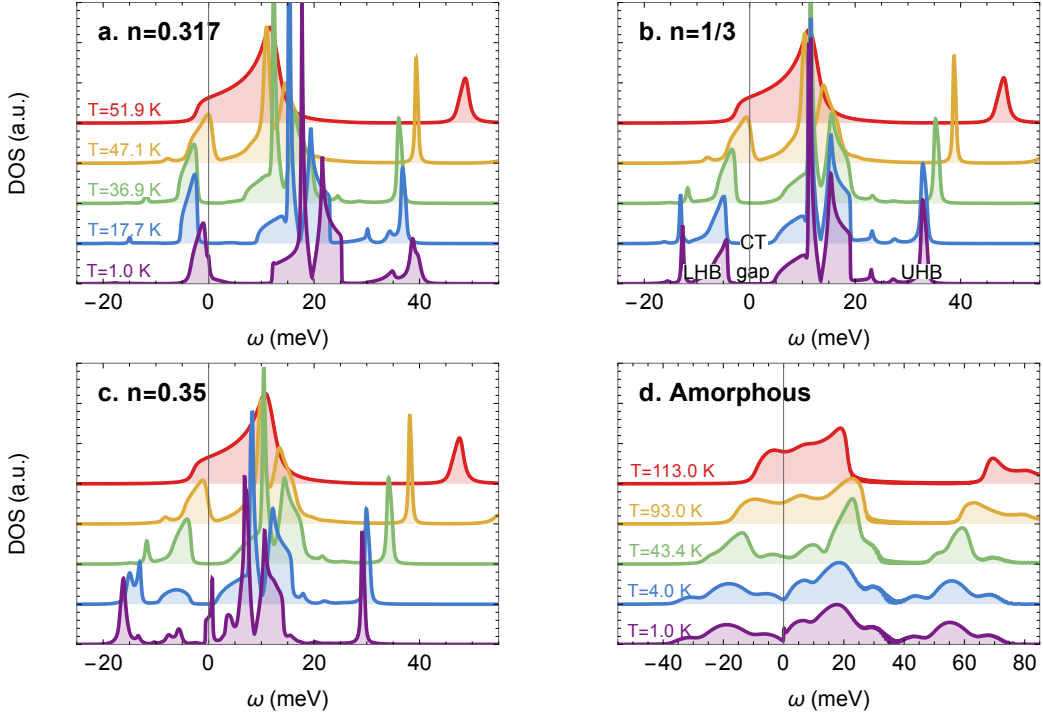 a. n=0.317
DOS (a.u.)
T=51.9 K
T=47.1 K
T=36.9 K
T=17.7 K
T=1.0 K
−20 0 20 40
ω (meV)
b. n=1/3
CT
LHB gap UHB
−20 0 20 40
ω (meV)
c. n=0.35
DOS (a.u.)
−20 0 20 40
ω (meV)
d. Amorphous
T=113.0 K
T=93.0 K
T=43.4 K
T=4.0 K
T=1.0 K
−40 −20 0 20 40 60 80
ω (meV)